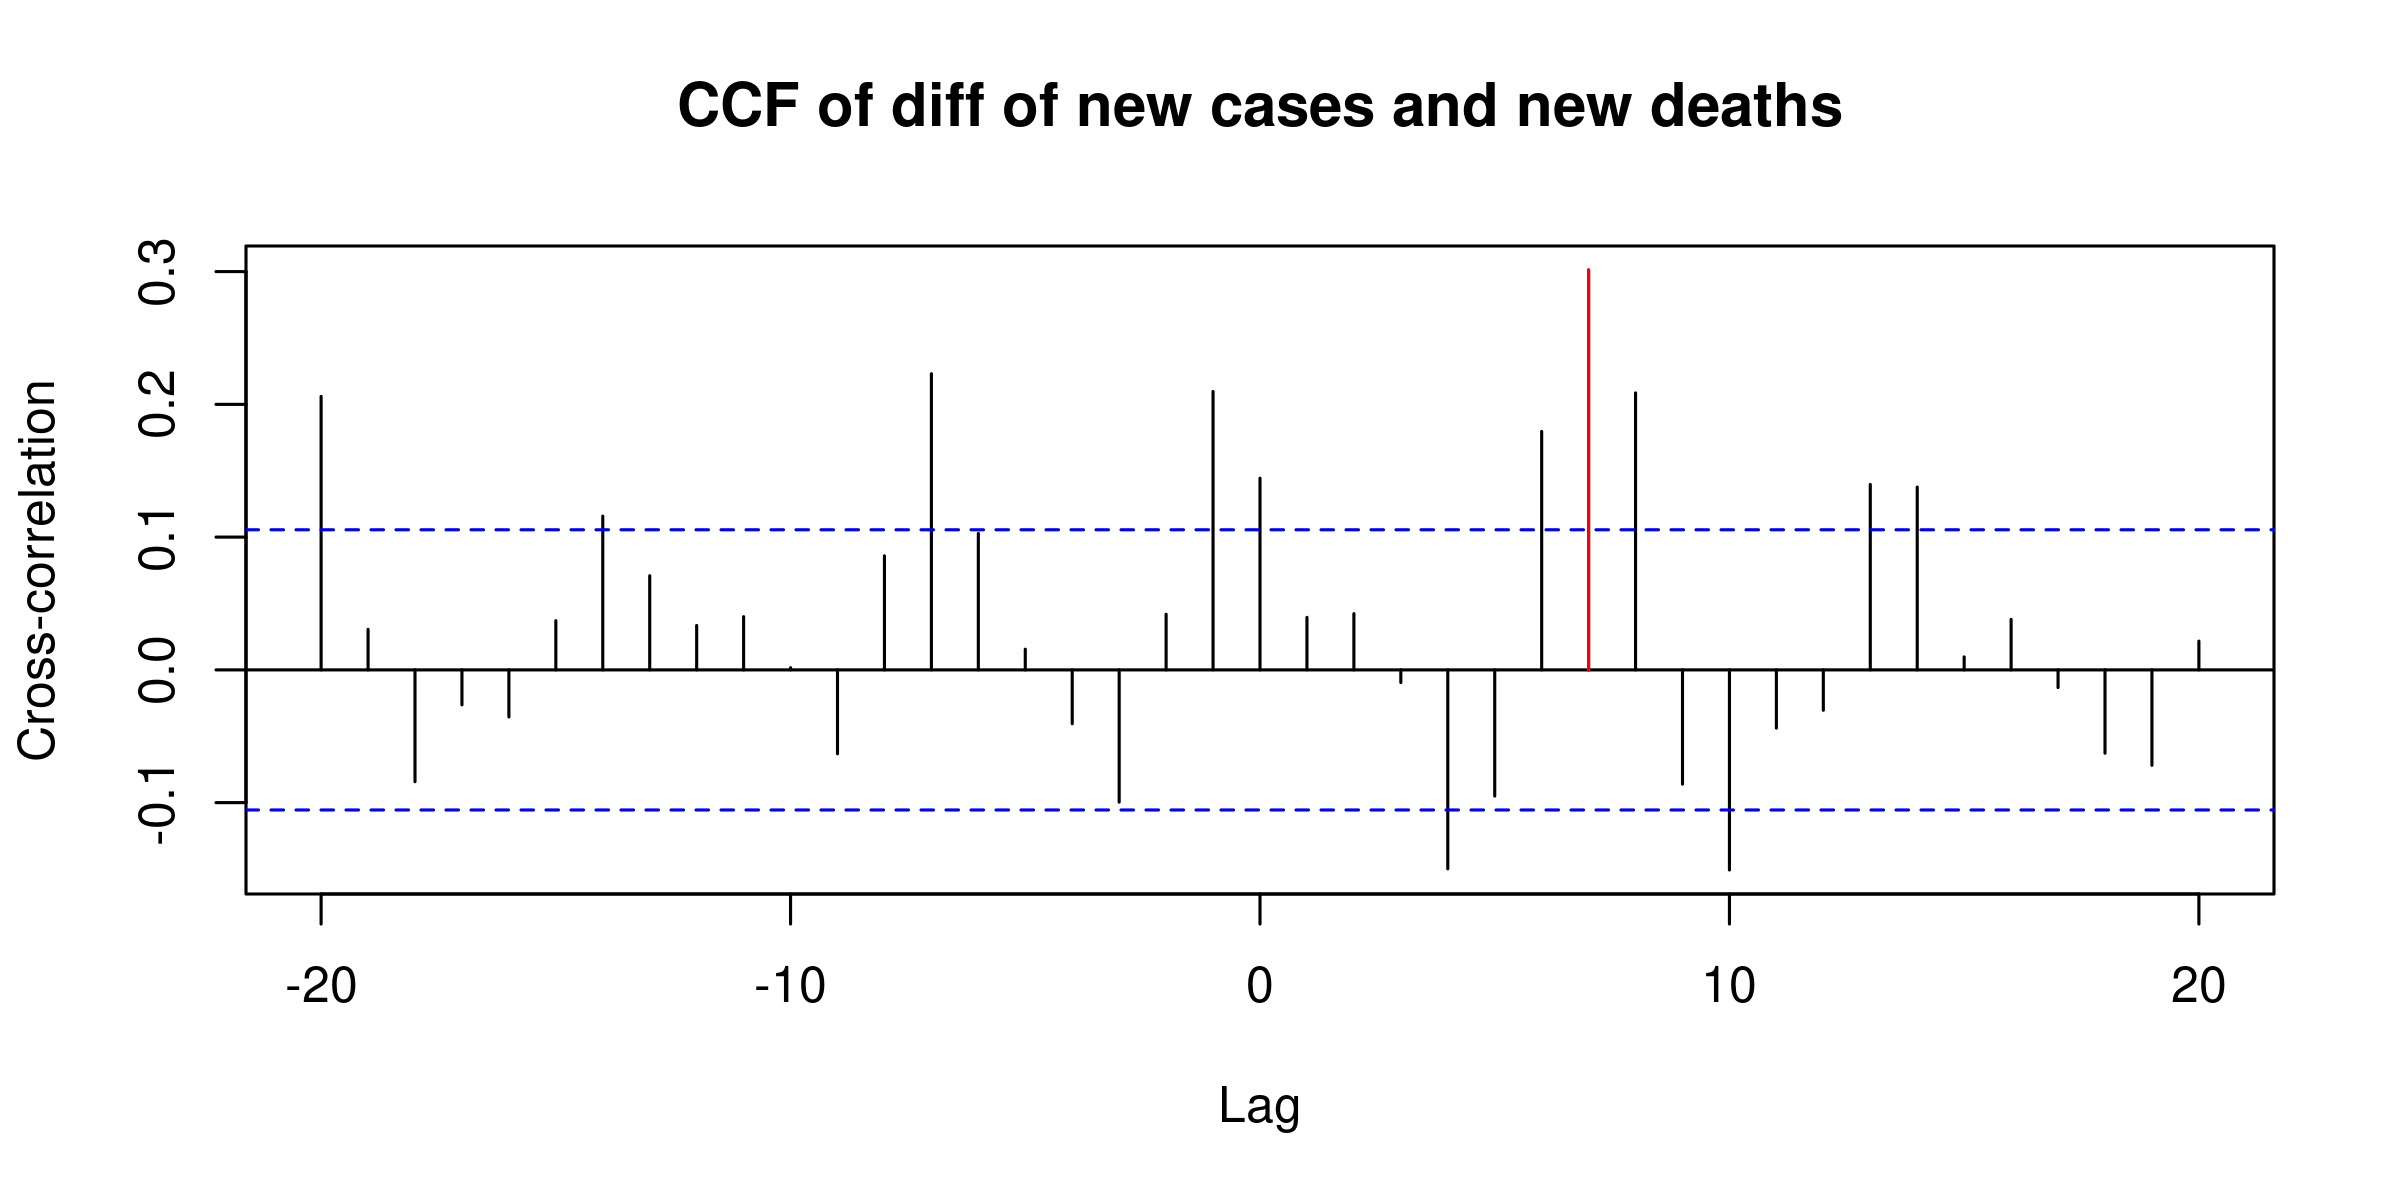 CCF of diff of new cases and new deaths
Cross-correlation
0.3
0.2
0.1
0.0
-0.1
-20 -10 0 10 20
Lag